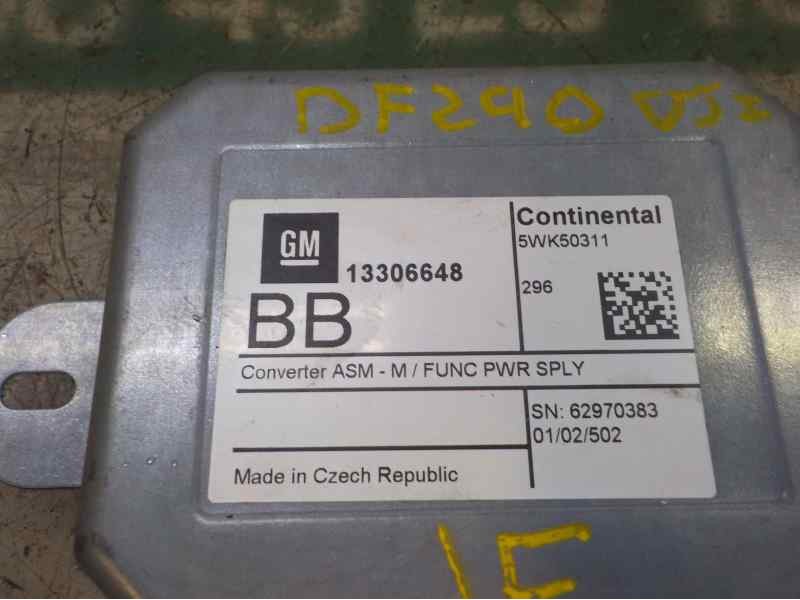 DF290
GM
13306648
BB
Continental
5WK50311
296
Converter ASM - M / FUNC PWR SPLY
SN: 62970383
01/02/502
Made in Czech Republic